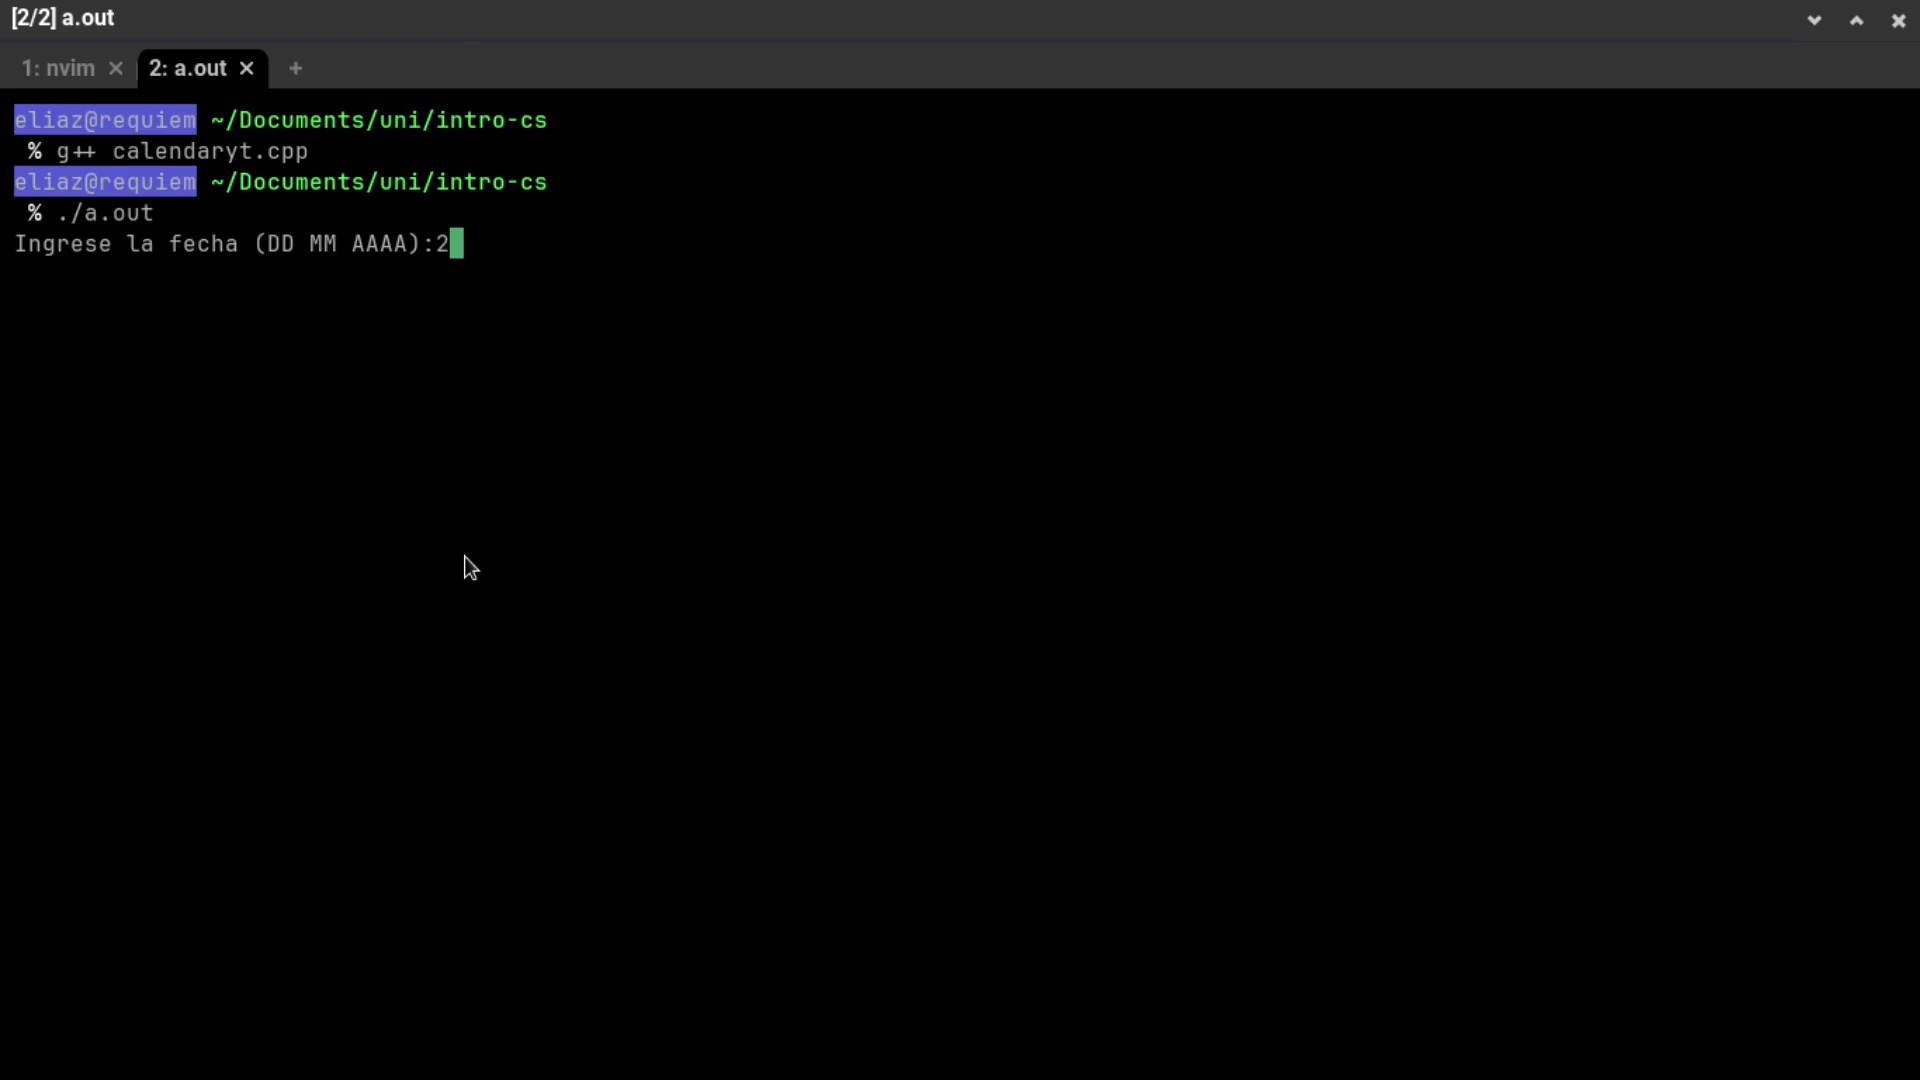 [2/2] a.out
1: nvim × 2: a.out × +
eliaz@requiem ~/Documents/uni/intro-cs
% g++ calendaryt.cpp
eliaz@requiem ~/Documents/uni/intro-cs
% ./a.out
Ingrese la fecha (DD MM AAAA):2